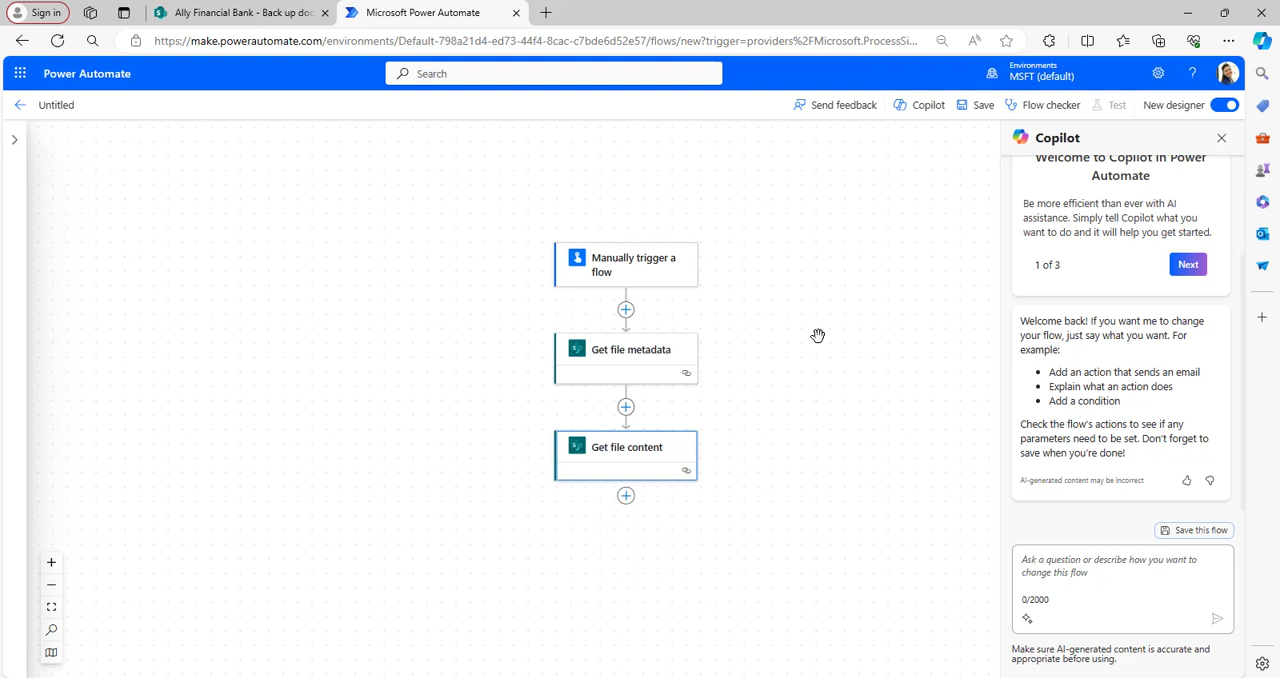 Sign in
Ally Financial Bank - Back up doc
Microsoft Power Automate
https://make.powerautomate.com/environments/Default-798a21d4-ed73-44f4-8cac-c7bde6d52e57/flows/new?trigger=providers%2FMicrosoft.ProcessSi...
Power Automate
Search
Environments
MSFT (default)
Untitled
Send feedback
Copilot
Save
Flow checker
Test
New designer
Copilot
Welcome to Copilot in Power
Automate
Be more efficient than ever with AI
assistance. Simply tell Copilot what you
want to do and it will help you get started.
1 of 3
Next
Manually trigger a
flow
Get file metadata
Get file content
Welcome back! If you want me to change
your flow, just say what you want. For
example:
• Add an action that sends an email
• Explain what an action does
• Add a condition
Check the flow's actions to see if any
parameters need to be set. Don't forget to
save when you're done!
AI-generated content may be incorrect
Save this flow
Ask a question or describe how you want to
change this flow
0/2000
Make sure AI-generated content is accurate and
appropriate before using.